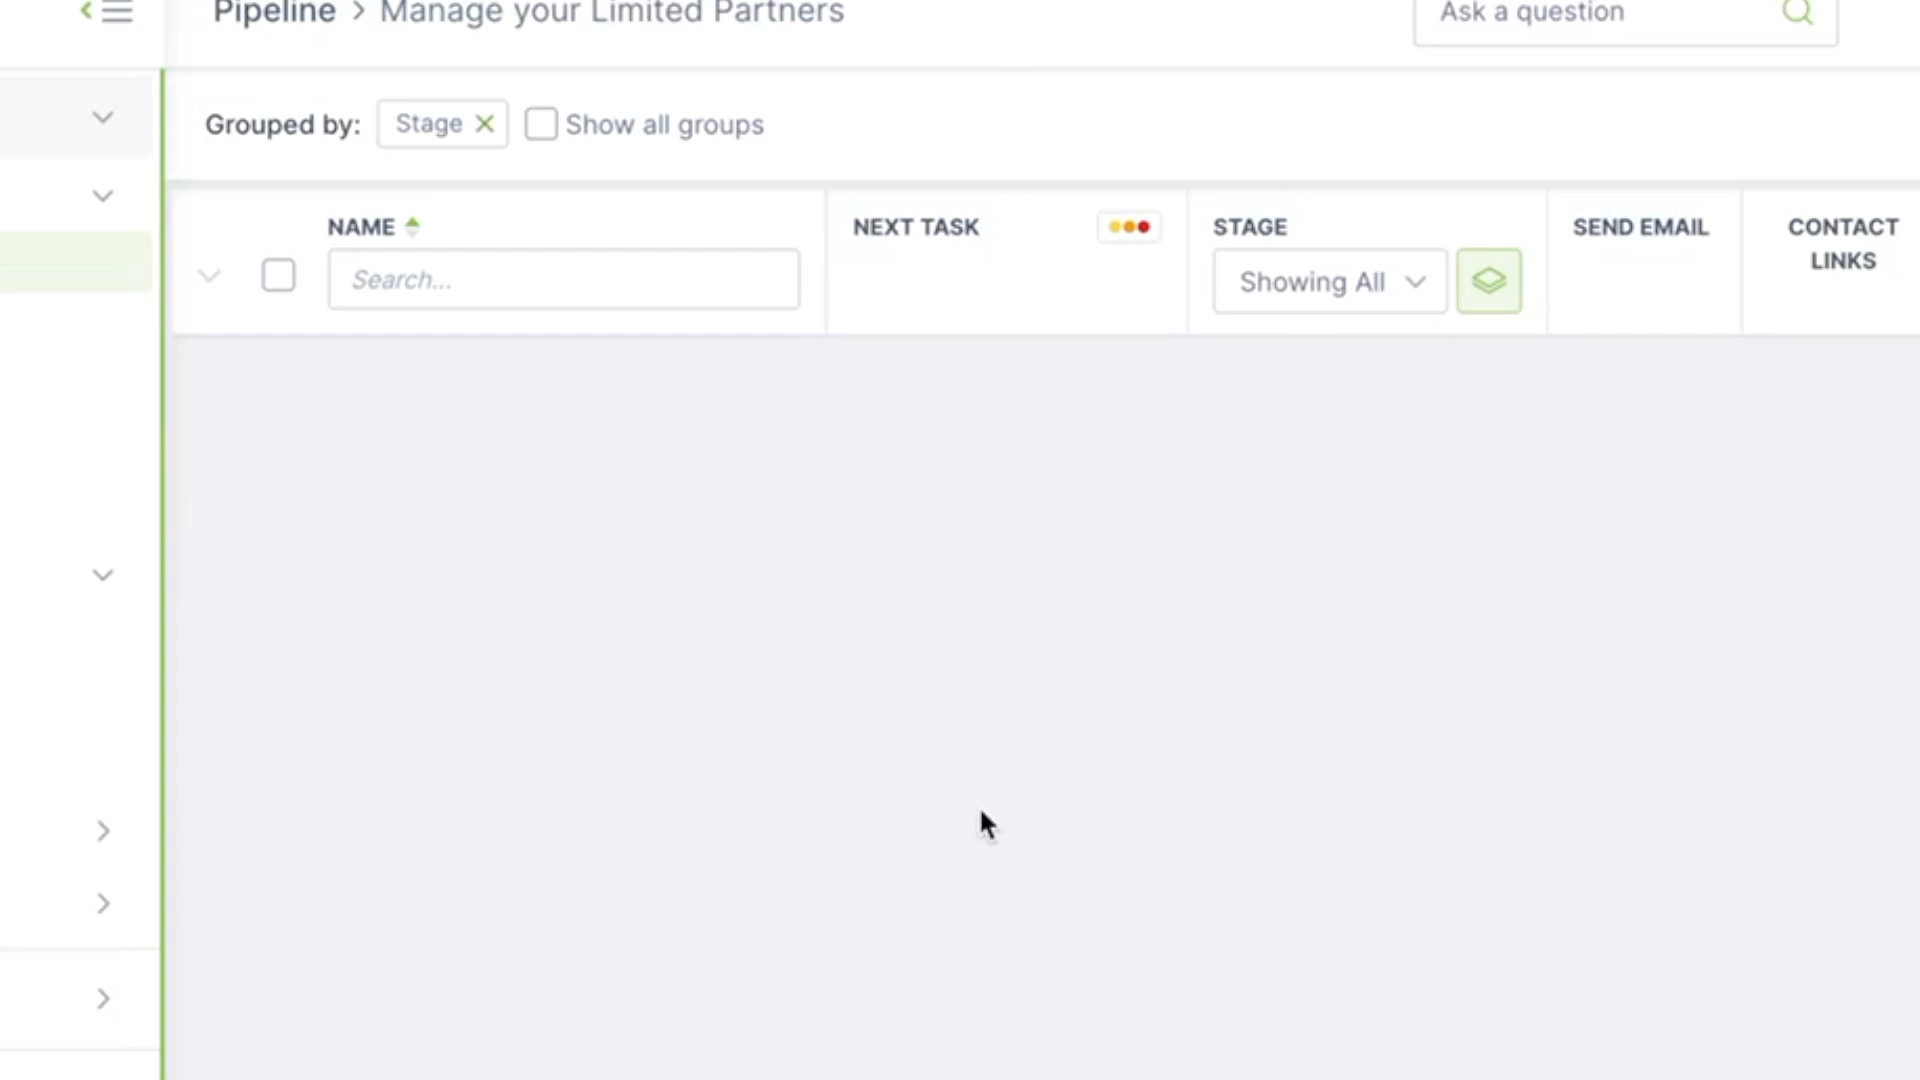 Pipeline > Manage your Limited Partners
Ask a question
Grouped by: Stage Show all groups
NAME
NEXT TASK
STAGE
SEND EMAIL
CONTACT
LINKS
Search...
Showing All